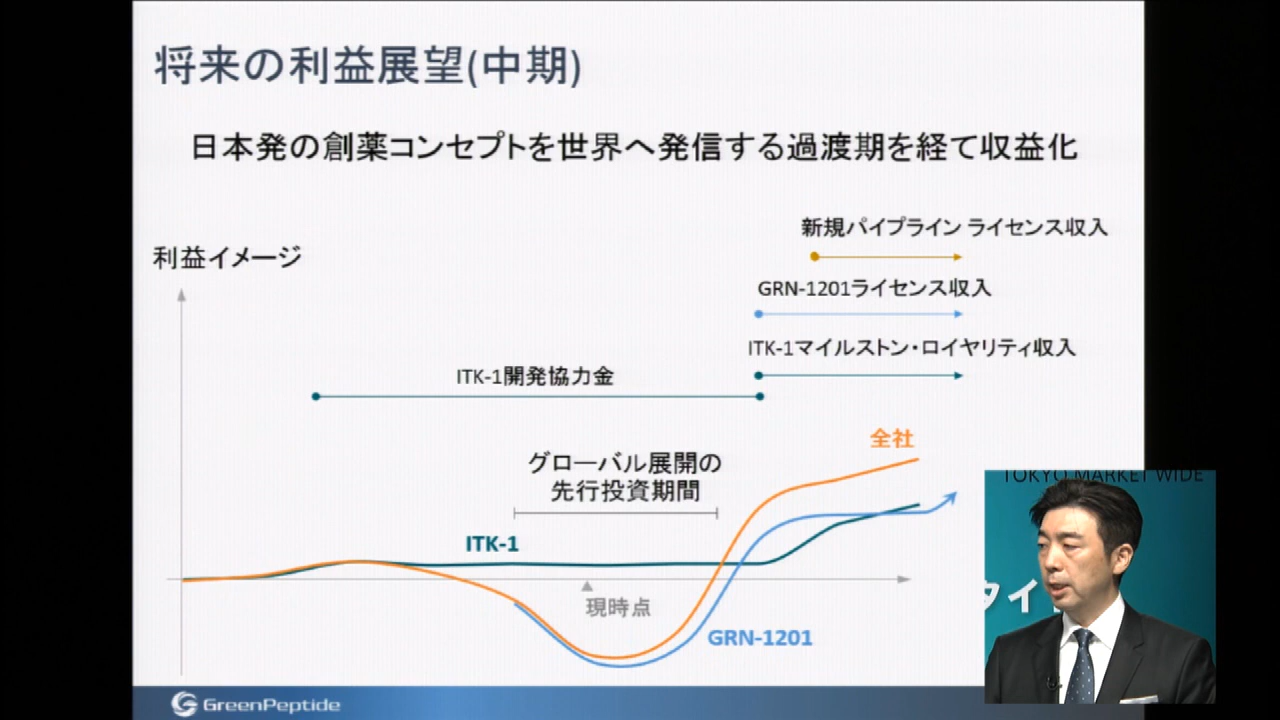 将来の利益展望(中期)
日本発の創薬コンセプトを世界へ発信する過渡期を経て収益化
新規パイプライン ライセンス収入
利益イメージ
GRN-1201ライセンス収入
ITK-1マイルストン・ロイヤリティ収入
ITK-1開発協力金
全社
グローバル展開の
先行投資期間
TOKYO MARKET WIDE
ITK-1
現時点
タイ
GRN-1201
GreenPeptide